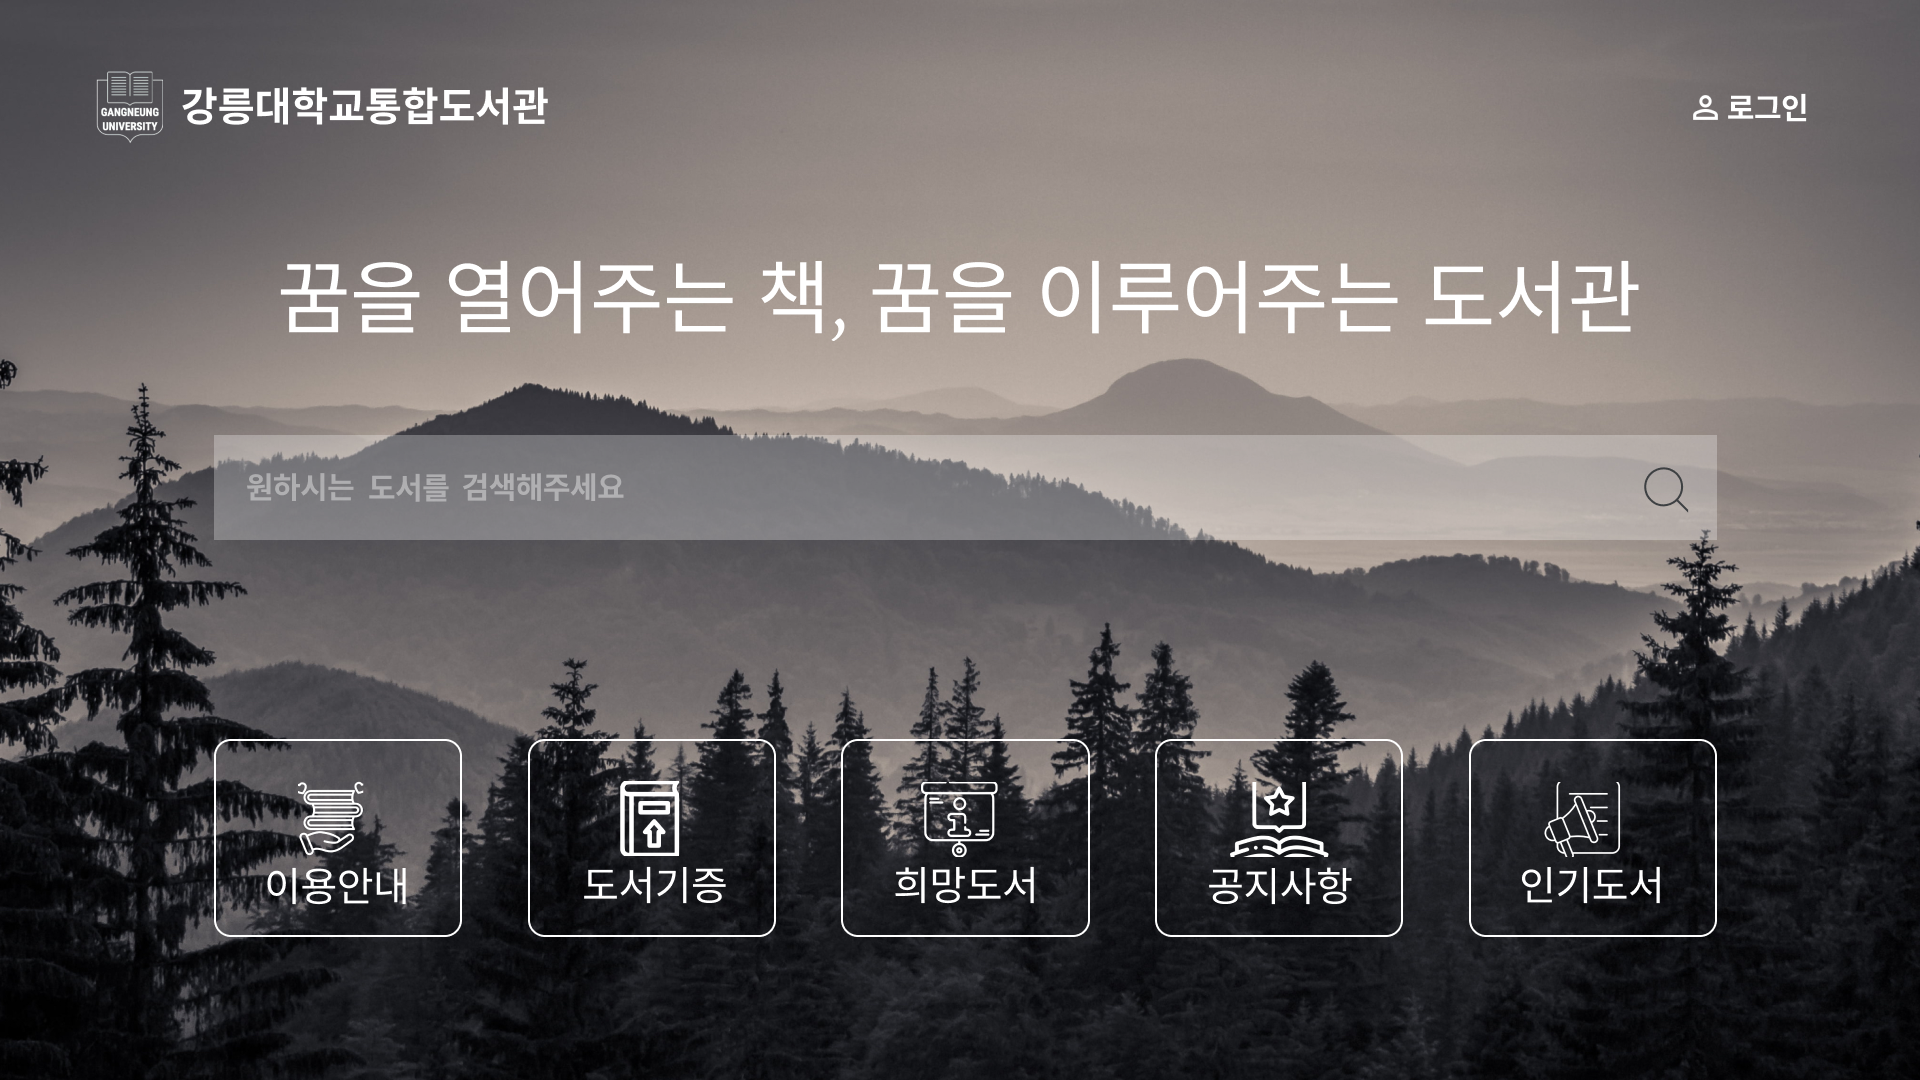 GANGNEUNG
UNIVERSITY
강릉대학교통합도서관
로그인
꿈을 열어주는 책, 꿈을 이루어주는 도서관
원하시는 도서를 검색해주세요
이용안내
도서기증
희망도서
공지사항
인기도서